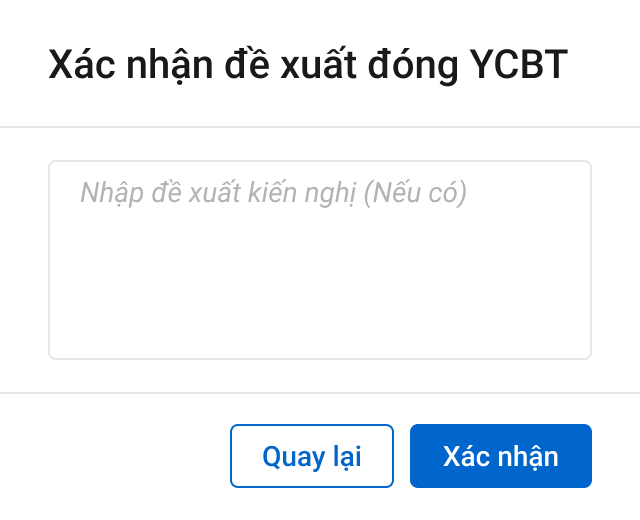 Xác nhận đề xuất đóng YCBT
Nhập đề xuất kiến nghị (Nếu có)
Quay lại
Xác nhận